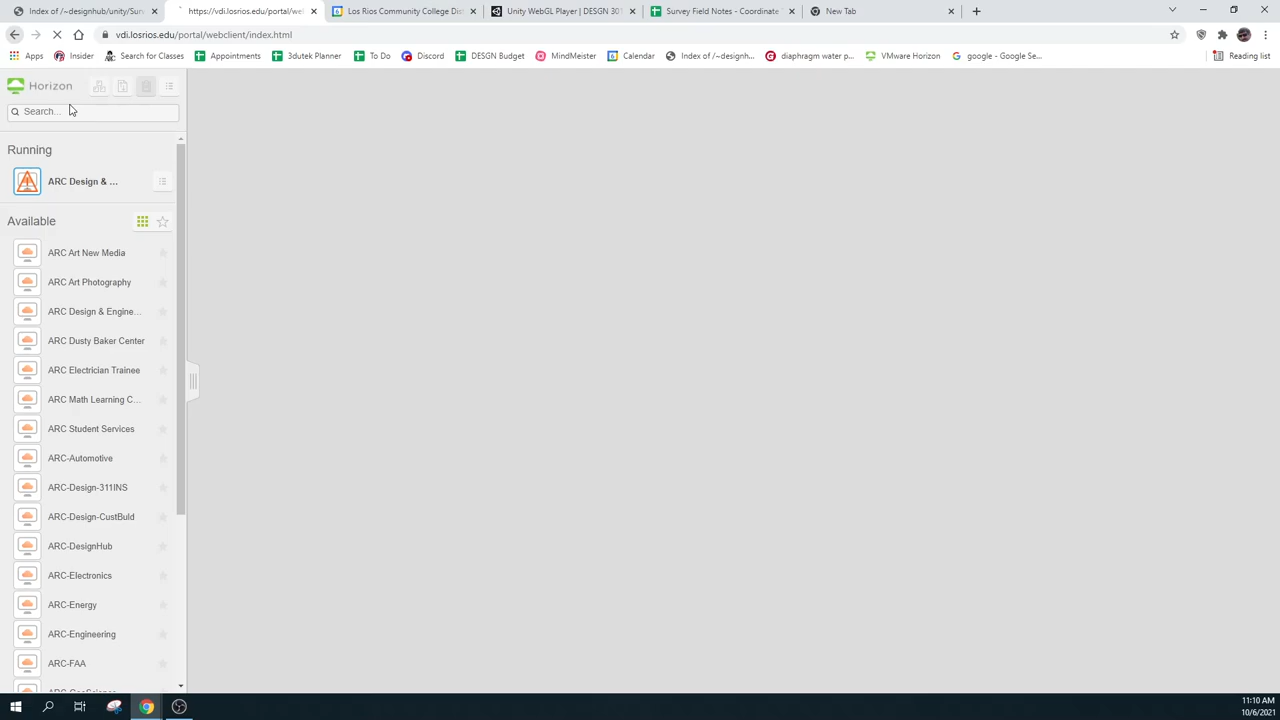 Index of /~designhub/unity/Sur
https://vdi.losrios.edu/portal/we
Los Rios Community College Dis
Unity WebGL Player | DESGN 301
Survey Field Notes - Coordinate
New Tab
vdi.losrios.edu/portal/webclient/index.html
Apps
Insider
Search for Classes
Appointments
3dutek Planner
To Do
Discord
DESGN Budget
MindMeister
Calendar
Index of /~designh...
diaphragm water p...
VMware Horizon
google - Google Se...
Reading list
Horizon
Search...
Running
ARC Design & ...
Available
ARC Art New Media
ARC Art Photography
ARC Design & Engine...
ARC Dusty Baker Center
ARC Electrician Trainee
ARC Math Learning C...
ARC Student Services
ARC-Automotive
ARC-Design-311INS
ARC-Design-CustBuld
ARC-DesignHub
ARC-Electronics
ARC-Energy
ARC-Engineering
ARC-FAA
11:10 AM
10/6/2021